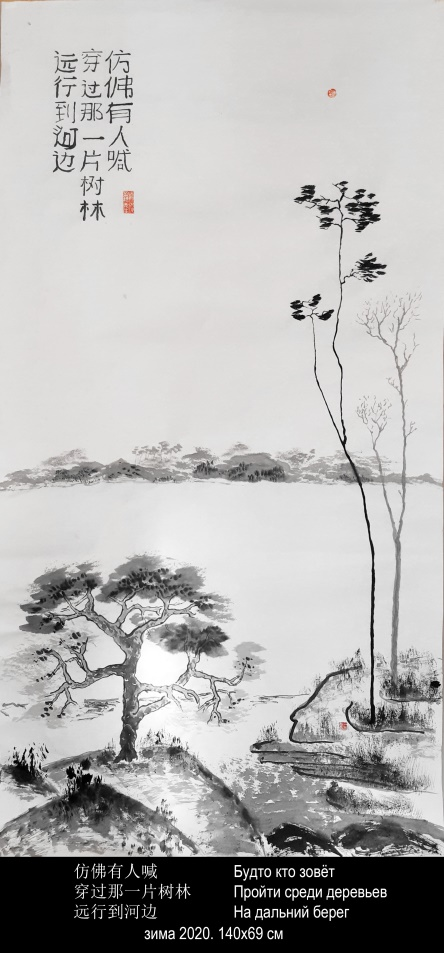 仿佛有人喊
穿过那一片树林
远行到河边
仿佛有人喊
穿过那一片树林
远行到河边
Будто кто зовёт
Пройти среди деревьев
На дальний берег
зима 2020. 140х69 см